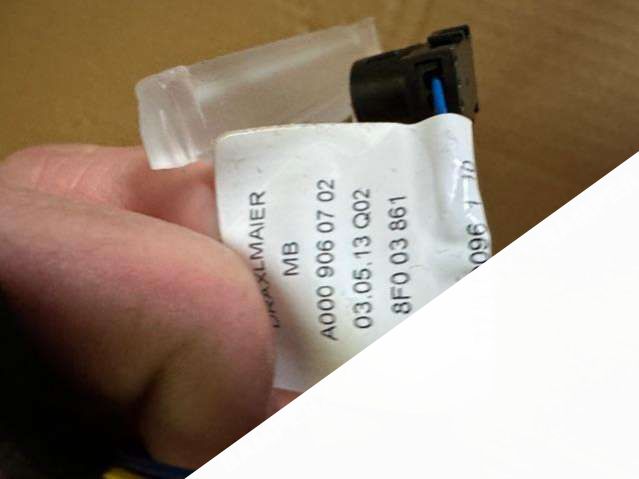 DRAXLMAIER
MB
A000 906 07 02
03.05.13 Q02
8F0 03 861